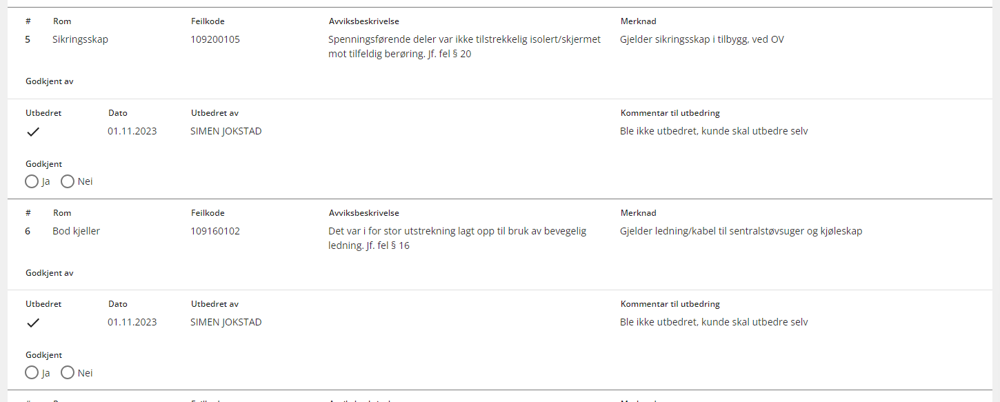 # Rom Feilkode Avviksbeskrivelse Merknad
5 Sikringsskap 109200105 Spenningsførende deler var ikke tilstrekkelig isolert/skjermet Gjelder sikringsskap i tilbygg, ved OV
mot tilfeldig berøring. Jf. fel § 20
Godkjent av
Utbedret Dato Utbedret av Kommentar til utbedring
01.11.2023 SIMEN JOKSTAD Ble ikke utbedret, kunde skal utbedre selv
Godkjent
Ja Nei
# Rom Feilkode Avviksbeskrivelse Merknad
6 Bod kjeller 109160102 Det var i for stor utstrekning lagt opp til bruk av bevegelig Gjelder ledning/kabel til sentralstøvsuger og kjøleskap
ledning. Jf. fel § 16
Godkjent av
Utbedret Dato Utbedret av Kommentar til utbedring
01.11.2023 SIMEN JOKSTAD Ble ikke utbedret, kunde skal utbedre selv
Godkjent
Ja Nei